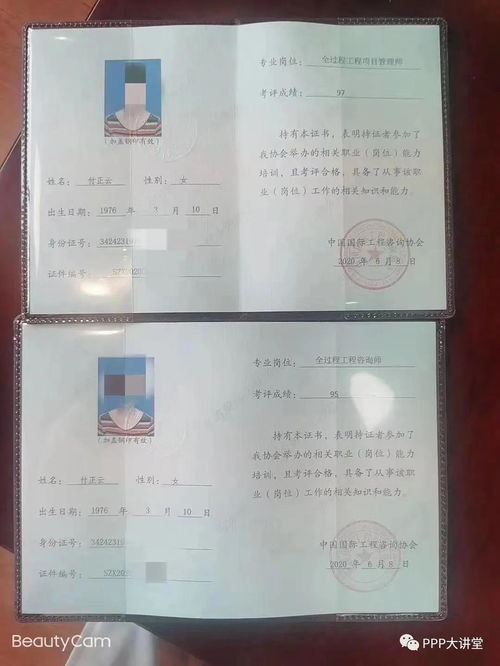 专业岗位： 全过程工程项目管理师
考评成绩： 97
（加盖钢印有效）
持有本证书，表明持证者参加了
我协会举办的相关职业（岗位）能力
培训，且考评合格，具备了从事该职
业（岗位）工作的相关知识和能力。
姓名： 付正云 性别： 女
出生日期： 1976 年 3 月 10 日
身份证号： 3424231
证件编号： SZX2020
中国国际工程咨询协会
2020 年 6 月 8 日
专业岗位： 全过程工程咨询师
考评成绩： 95
（加盖钢印有效）
持有本证书，表明持证者参加了
我协会举办的相关职业（岗位）能力
培训，且考评合格，具备了从事该职
业（岗位）工作的相关知识和能力。
姓名： 付正云 性别： 女
出生日期： 1976 年 3 月 10 日
身份证号： 3424231
证件编号： SZX20
中国国际工程咨询协会
2020 年 6 月 8 日
BeautyCam
PPP大讲堂